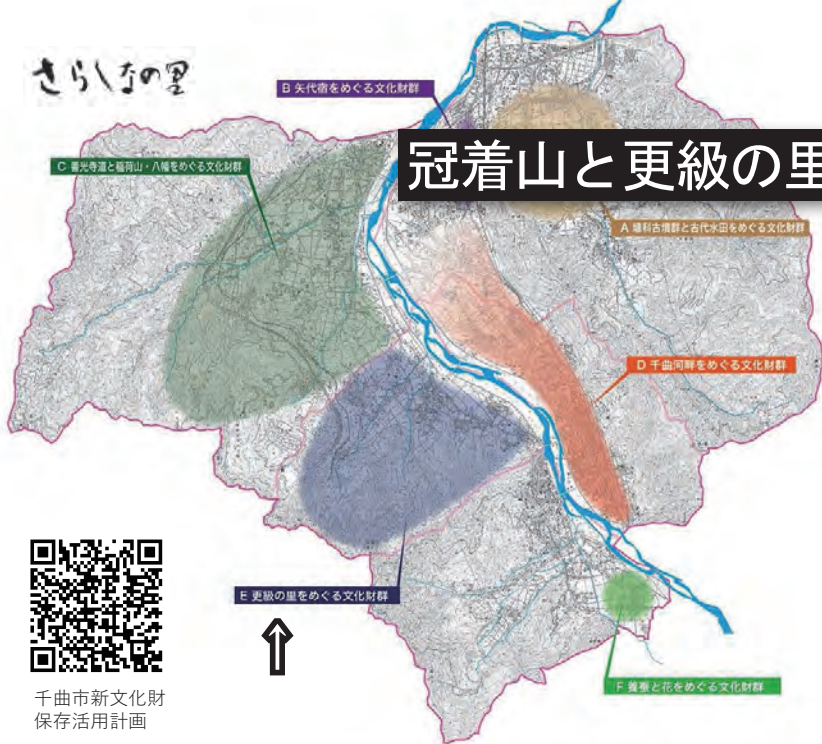 さらしなの里
B 矢代宿をめぐる文化財群
冠着山と更級の里
C 善光寺道と稲荷山・八幡をめぐる文化財群
A 埴科古墳群と古代水田をめぐる文化財群
D 千曲河畔をめぐる文化財群
E 更級の里をめぐる文化財群
F 養蚕と花をめぐる文化財群
千曲市新文化財
保存活用計画